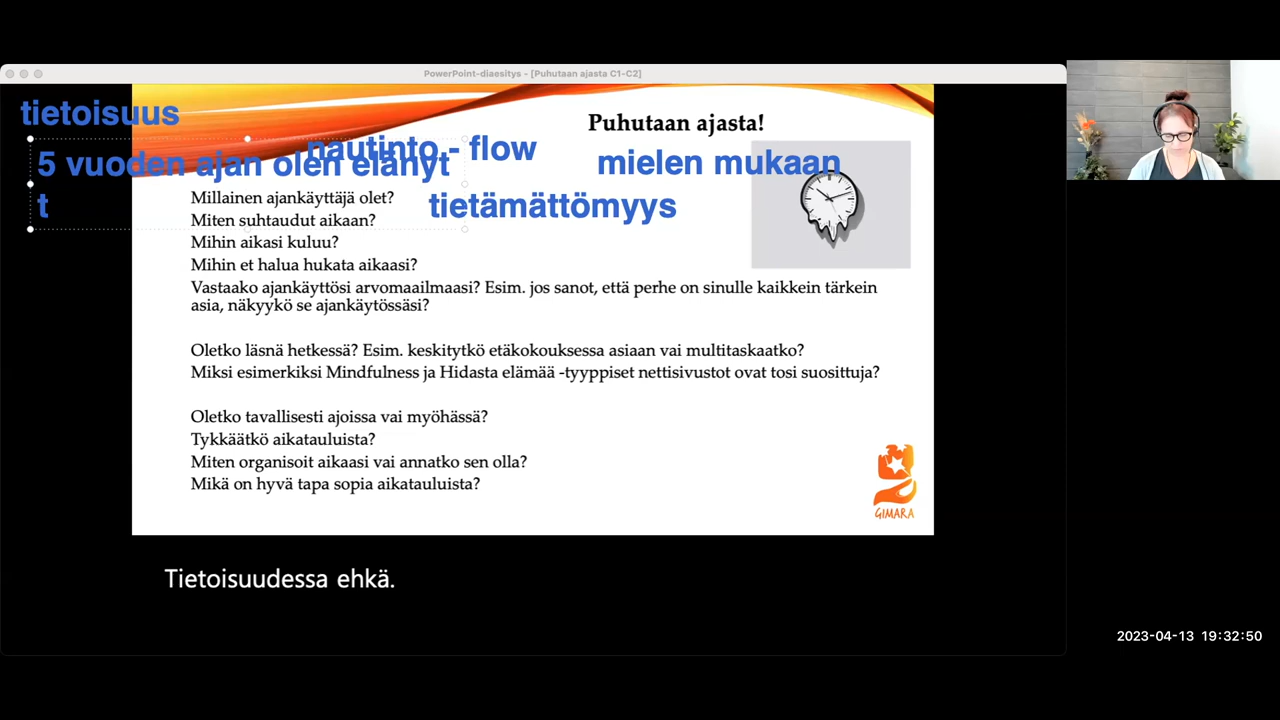 PowerPoint-diaesitys - [Puhutaan ajasta C1-C2]
tietoisuus
Puhutaan ajasta!
nautinto - flow
5 vuoden ajan olen elänyt
mielen mukaan
t
tietämättömyys
Millainen ajankäyttäjä olet?
Miten suhtaudut aikaan?
Mihin aikasi kuluu?
Mihin et halua hukata aikaasi?
Vastaako ajankäyttösi arvomaailmaasi? Esim. jos sanot, että perhe on sinulle kaikkein tärkein
asia, näkyykö se ajankäytössäsi?
Oletko läsnä hetkessä? Esim. keskitytkö etäkokouksessa asiaan vai multitaskaatko?
Miksi esimerkiksi Mindfulness ja Hidasta elämää -tyyppiset nettisivustot ovat tosi suosittuja?
Oletko tavallisesti ajoissa vai myöhässä?
Tykkäätkö aikatauluista?
Miten organisoit aikaasi vai annatko sen olla?
Mikä on hyvä tapa sopia aikatauluista?
GIMARA
Tietoisuudessa ehkä.
2023-04-13 19:32:50